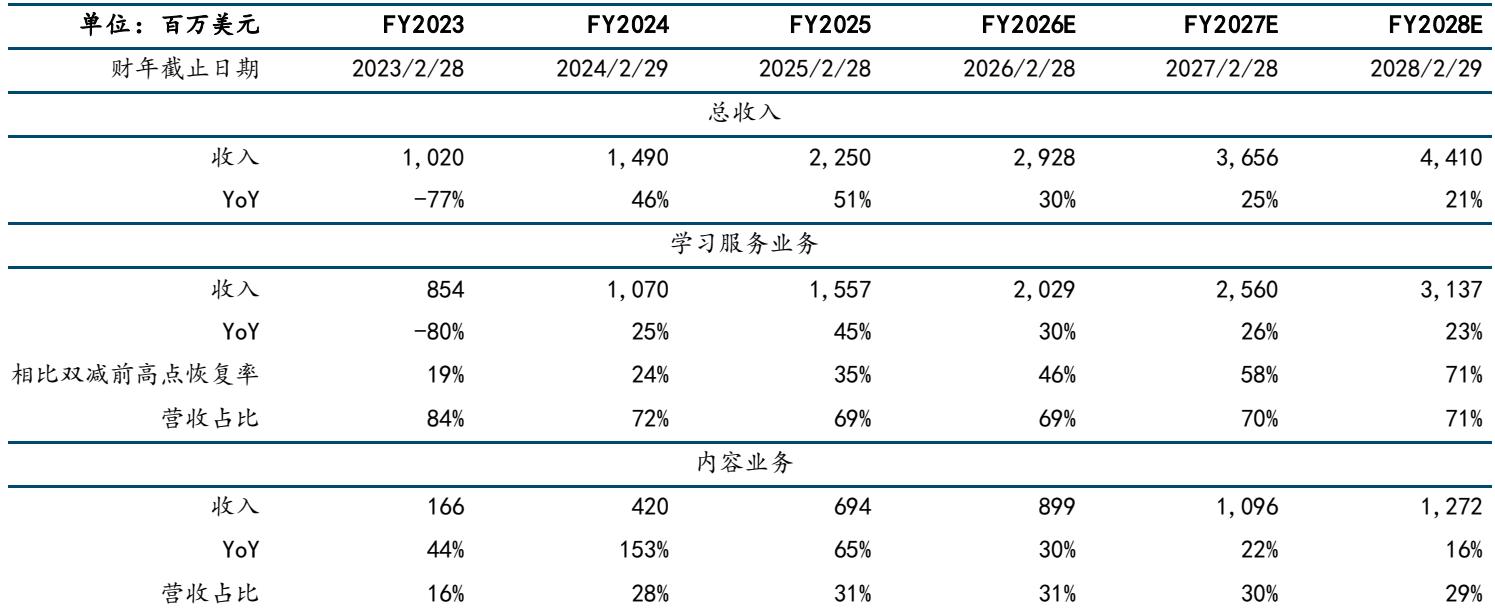 单位：百万美元 FY2023 FY2024 FY2025 FY2026E FY2027E FY2028E
财年截止日期 2023/2/28 2024/2/29 2025/2/28 2026/2/28 2027/2/28 2028/2/29
总收入
收入 1,020 1,490 2,250 2,928 3,656 4,410
YoY -77% 46% 51% 30% 25% 21%
学习服务业务
收入 854 1,070 1,557 2,029 2,560 3,137
YoY -80% 25% 45% 30% 26% 23%
相比双减前高点恢复率 19% 24% 35% 46% 58% 71%
营收占比 84% 72% 69% 69% 70% 71%
内容业务
收入 166 420 694 899 1,096 1,272
YoY 44% 153% 65% 30% 22% 16%
营收占比 16% 28% 31% 31% 30% 29%